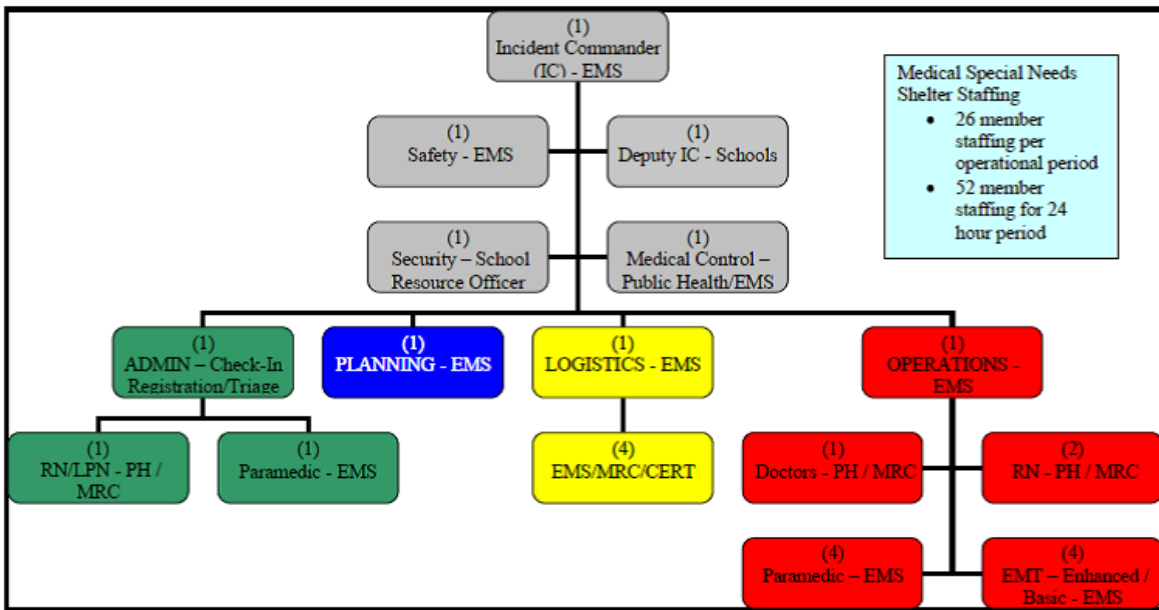 (1)
Incident Commander
(IC) - EMS
Medical Special Needs
Shelter Staffing
• 26 member
staffing per
operational period
• 52 member
staffing for 24
hour period
(1)
Safety - EMS
(1)
Deputy IC - Schools
(1)
Security – School
Resource Officer
(1)
Medical Control –
Public Health/EMS
(1)
ADMIN – Check-In
Registration/Triage
(1)
PLANNING - EMS
(1)
LOGISTICS - EMS
(1)
OPERATIONS -
EMS
(1)
RN/LPN - PH /
MRC
(1)
Paramedic - EMS
(4)
EMS/MRC/CERT
(1)
Doctors - PH / MRC
(2)
RN - PH / MRC
(4)
Paramedic – EMS
(4)
EMT – Enhanced /
Basic - EMS